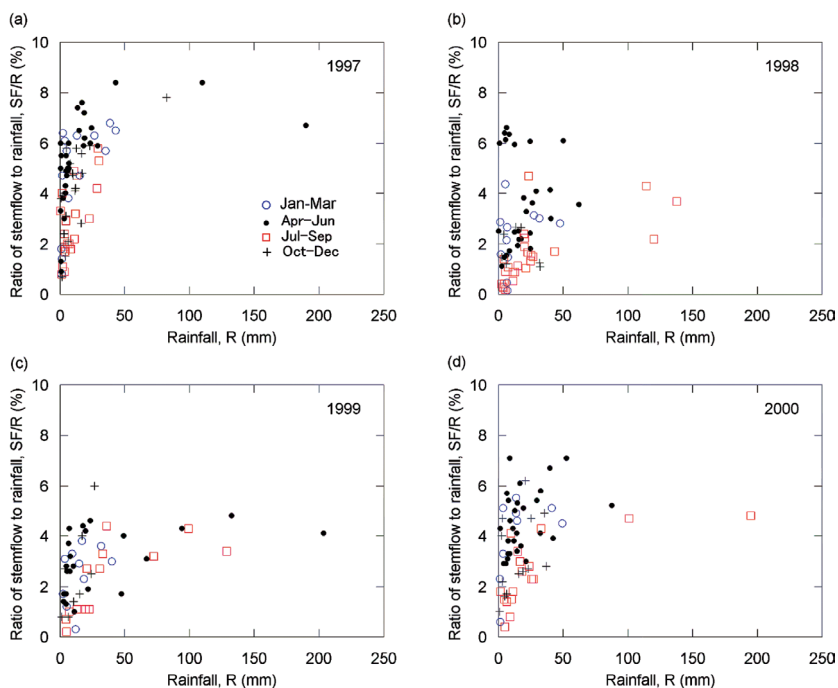 (a)
(b)
Ratio of stemflow to rainfall, SF/R (%)
10
8
6
4
2
0
1997
Jan-Mar
Apr-Jun
Jul-Sep
Oct-Dec
0 50 100 150 200 250
Rainfall, R (mm)
Ratio of stemflow to rainfall, SF/R (%)
10
8
6
4
2
0
1998
0 50 100 150 200 250
Rainfall, R (mm)
(c)
(d)
Ratio of stemflow to rainfall, SF/R (%)
10
8
6
4
2
0
1999
0 50 100 150 200 250
Rainfall, R (mm)
Ratio of stemflow to rainfall, SF/R (%)
10
8
6
4
2
0
2000
0 50 100 150 200 250
Rainfall, R (mm)